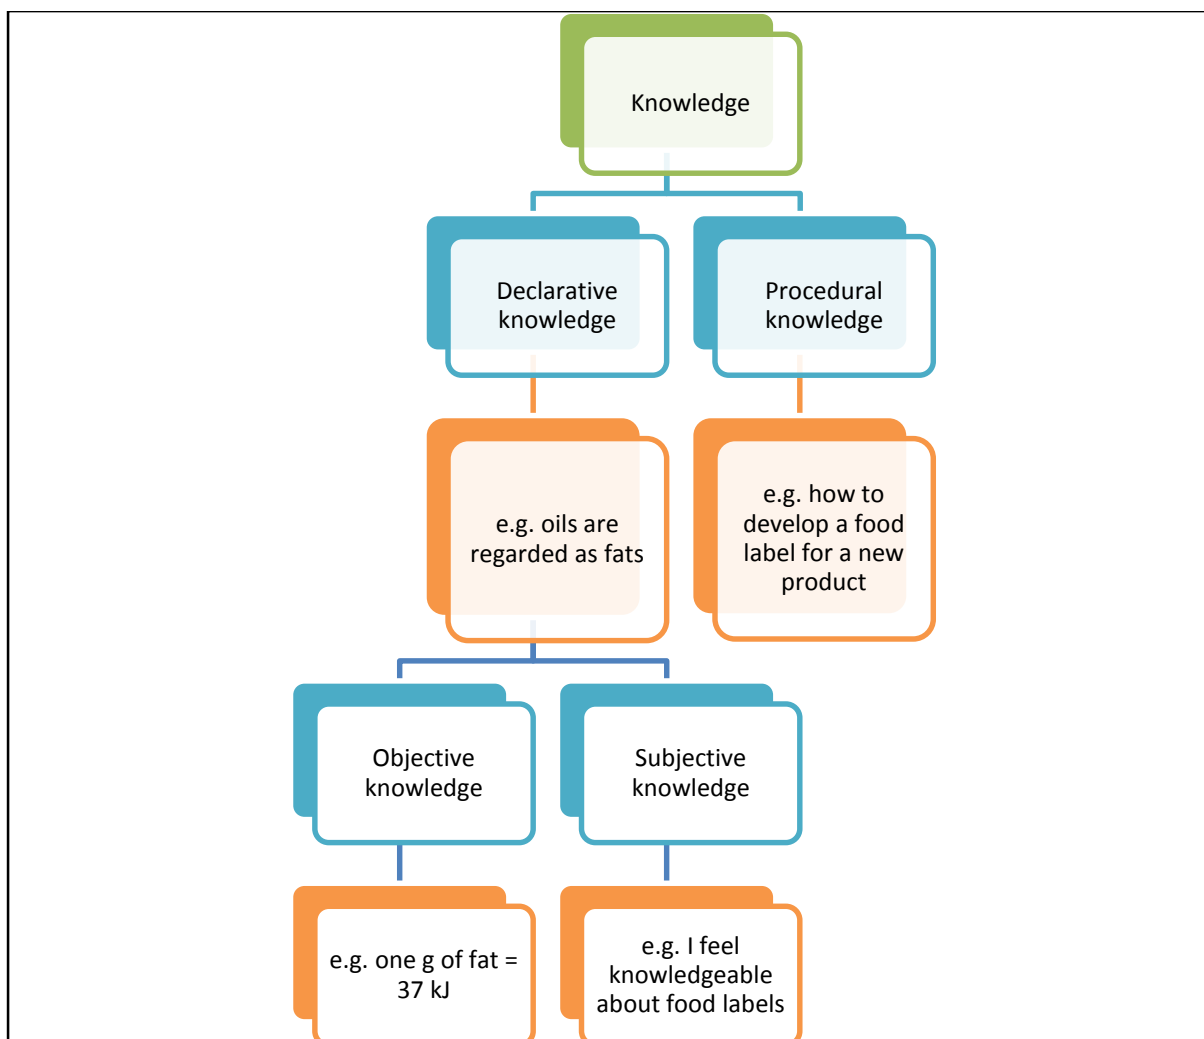 Knowledge
Declarative
knowledge
Procedural
knowledge
e.g. oils are
regarded as fats
e.g. how to
develop a food
label for a new
product
Objective
knowledge
Subjective
knowledge
e.g. one g of fat =
37 kJ
e.g. I feel
knowledgeable
about food labels